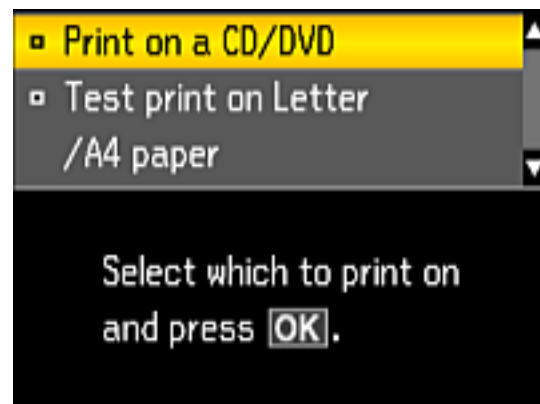 Print on a CD/DVD
Test print on Letter
/A4 paper
Select which to print on
and press OK.